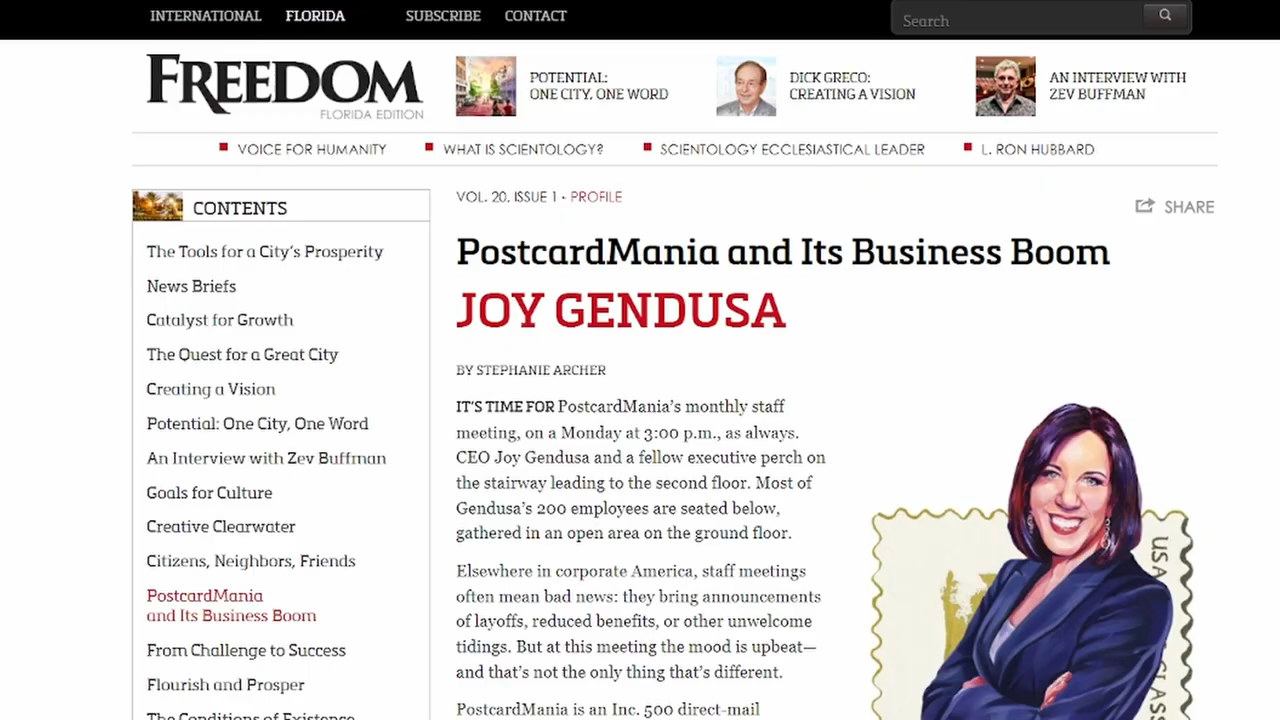 INTERNATIONAL FLORIDA SUBSCRIBE CONTACT Search
FREEDOM
FLORIDA EDITION
POTENTIAL:
ONE CITY, ONE WORD
DICK GRECO:
CREATING A VISION
AN INTERVIEW WITH
ZEV BUFFMAN
VOICE FOR HUMANITY WHAT IS SCIENTOLOGY? SCIENTOLOGY ECCLESIASTICAL LEADER L. RON HUBBARD
CONTENTS
The Tools for a City's Prosperity
News Briefs
Catalyst for Growth
The Quest for a Great City
Creating a Vision
Potential: One City, One Word
An Interview with Zev Buffman
Goals for Culture
Creative Clearwater
Citizens, Neighbors, Friends
PostcardMania
and Its Business Boom
From Challenge to Success
Flourish and Prosper
The Conditions of Existence
VOL. 20, ISSUE 1 • PROFILE
SHARE
PostcardMania and Its Business Boom
JOY GENDUSA
BY STEPHANIE ARCHER
IT'S TIME FOR PostcardMania's monthly staff
meeting, on a Monday at 3:00 p.m., as always.
CEO Joy Gendusa and a fellow executive perch on
the stairway leading to the second floor. Most of
Gendusa's 200 employees are seated below,
gathered in an open area on the ground floor.
Elsewhere in corporate America, staff meetings
often mean bad news: they bring announcements
of layoffs, reduced benefits, or other unwelcome
tidings. But at this meeting the mood is upbeat—
and that's not the only thing that's different.
PostcardMania is an Inc. 500 direct-mail
USA